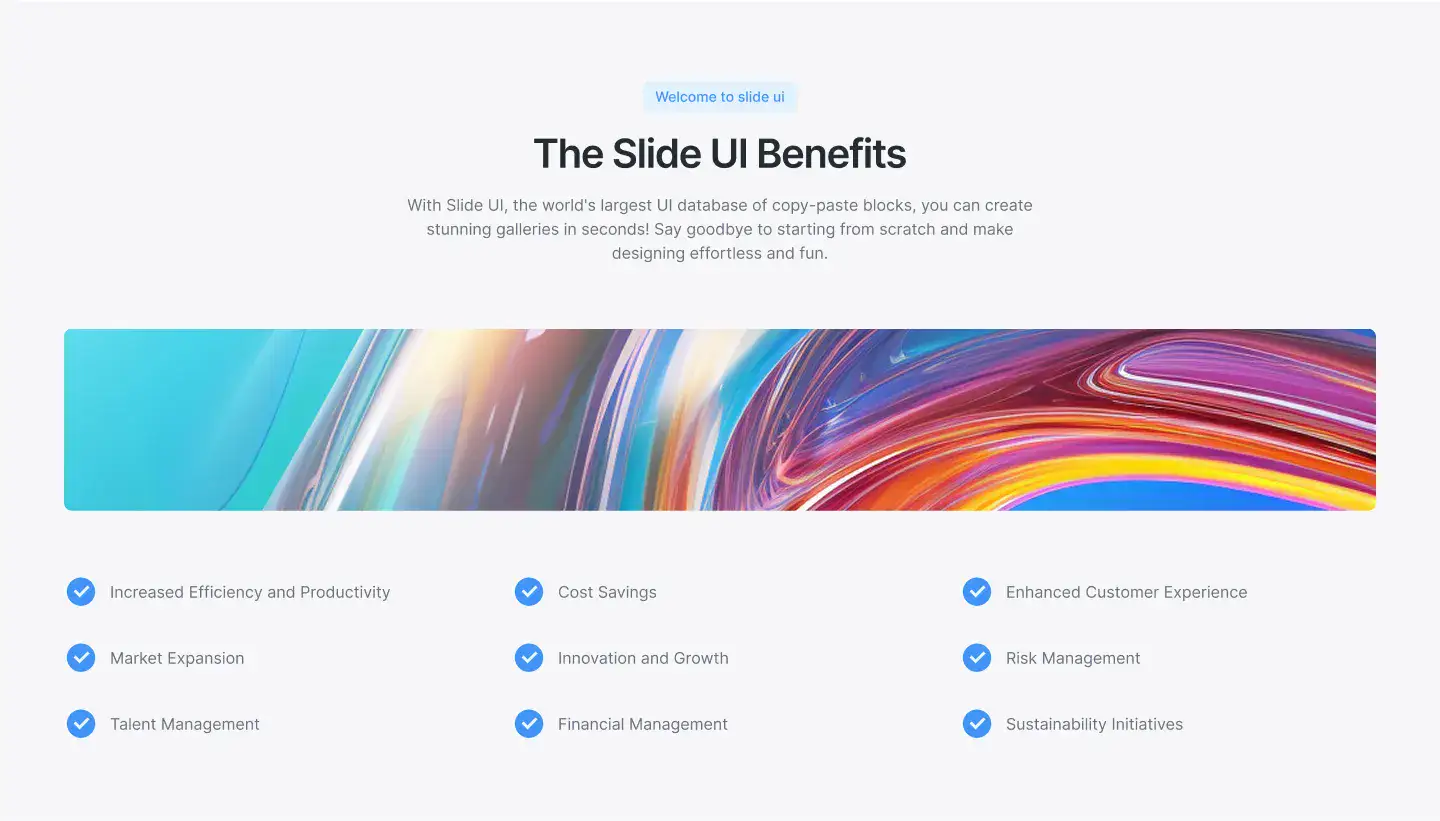 Welcome to slide ui
The Slide UI Benefits
With Slide UI, the world's largest UI database of copy-paste blocks, you can create
stunning galleries in seconds! Say goodbye to starting from scratch and make
designing effortless and fun.
Increased Efficiency and Productivity
Cost Savings
Enhanced Customer Experience
Market Expansion
Innovation and Growth
Risk Management
Talent Management
Financial Management
Sustainability Initiatives